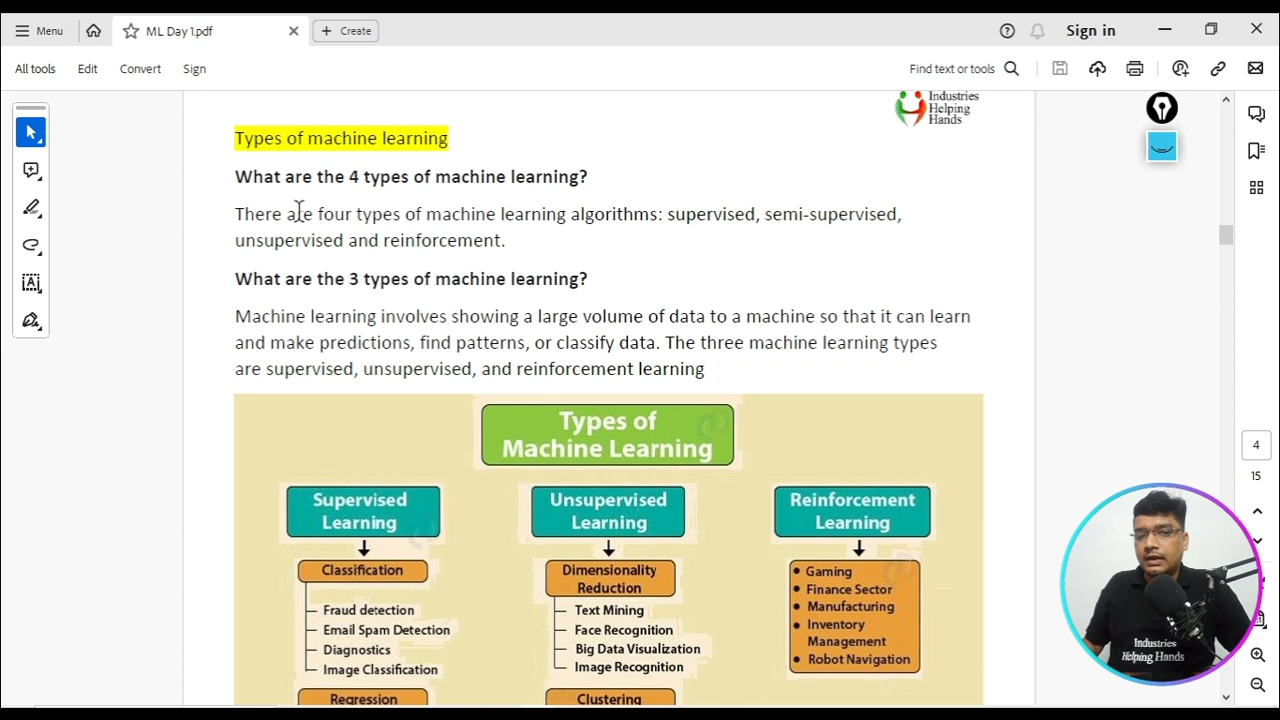 Menu
ML Day 1.pdf
Create
Sign in
All tools
Edit
Convert
Sign
Find text or tools
Industries
Helping
Hands
Types of machine learning
What are the 4 types of machine learning?
There are four types of machine learning algorithms: supervised, semi-supervised,
unsupervised and reinforcement.
What are the 3 types of machine learning?
Machine learning involves showing a large volume of data to a machine so that it can learn
and make predictions, find patterns, or classify data. The three machine learning types
are supervised, unsupervised, and reinforcement learning
Types of
Machine Learning
Supervised
Learning
Classification
Fraud detection
Email Spam Detection
Diagnostics
Image Classification
Regression
Unsupervised
Learning
Dimensionality
Reduction
Text Mining
Face Recognition
Big Data Visualization
Image Recognition
Clustering
Reinforcement
Learning
Gaming
Finance Sector
Manufacturing
Inventory
Management
Robot Navigation
4
15
Industries
Helping Hands